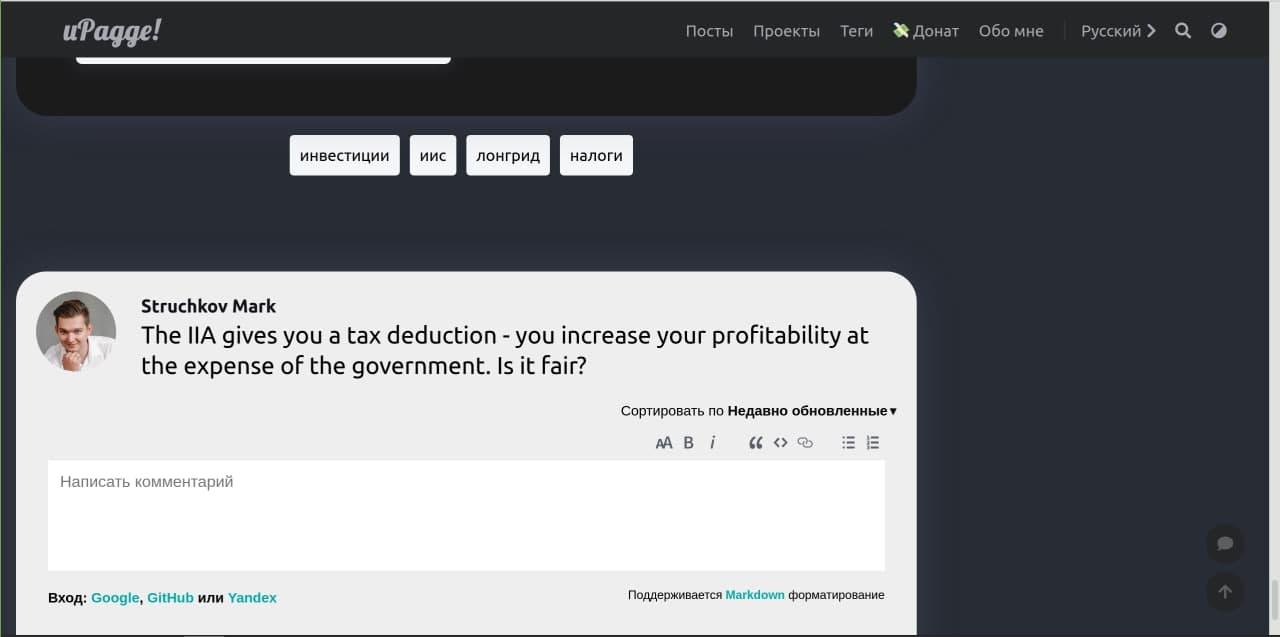 uPagge!
Посты Проекты Теги 💸 Донат Обо мне Русский
инвестиции иис лонгрид налоги
Struchkov Mark
The IIA gives you a tax deduction - you increase your profitability at
the expense of the government. Is it fair?
Сортировать по Недавно обновленные ▾
AA B i
Написать комментарий
Вход: Google, GitHub или Yandex
Поддерживается Markdown форматирование